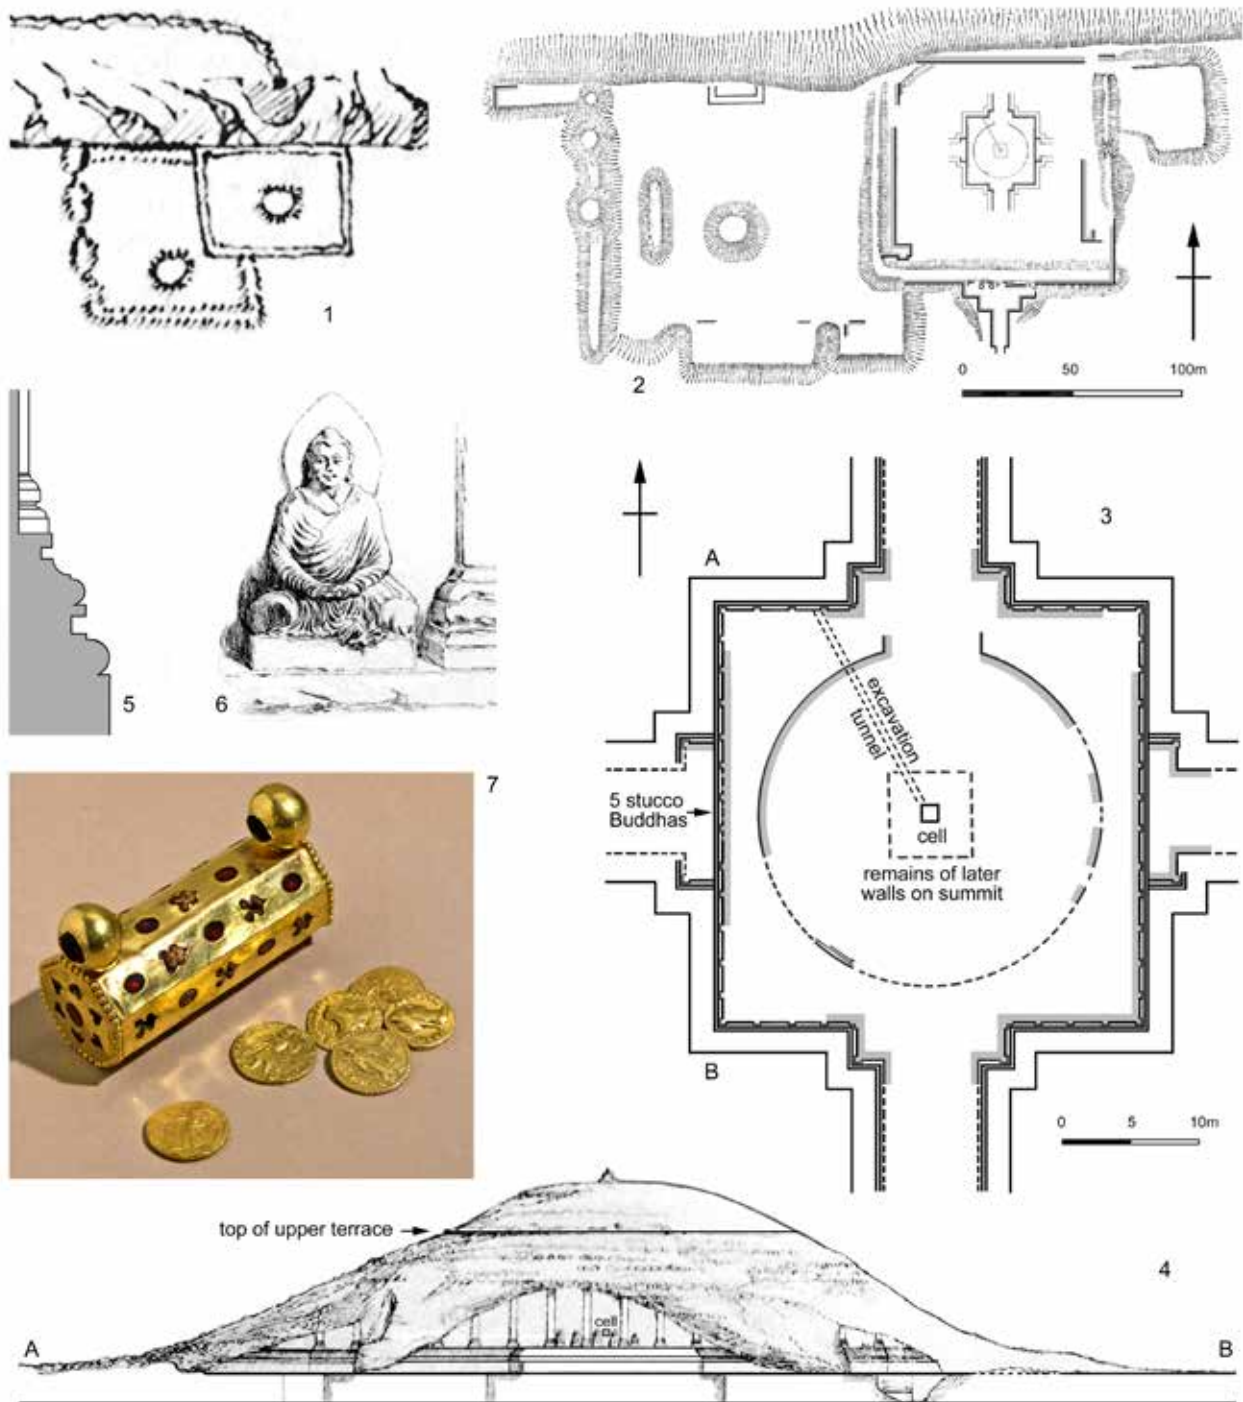 1
2
0 50 100m
5
6
3
A
excavation
tunnel
5 stucco
Buddhas
cell
remains of later
walls on summit
B
0 5 10m
7
top of upper terrace
4
cell
A
B